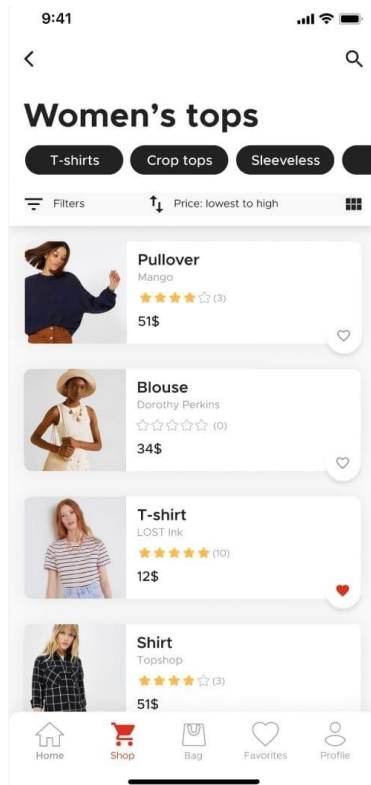 9:41
Women's tops
T-shirts Crop tops Sleeveless
Filters Price: lowest to high
Pullover
Mango
(3)
51$
Blouse
Dorothy Perkins
(0)
34$
T-shirt
LOST Ink
(10)
12$
Shirt
Topshop
(3)
51$
Home Shop Bag Favorites Profile